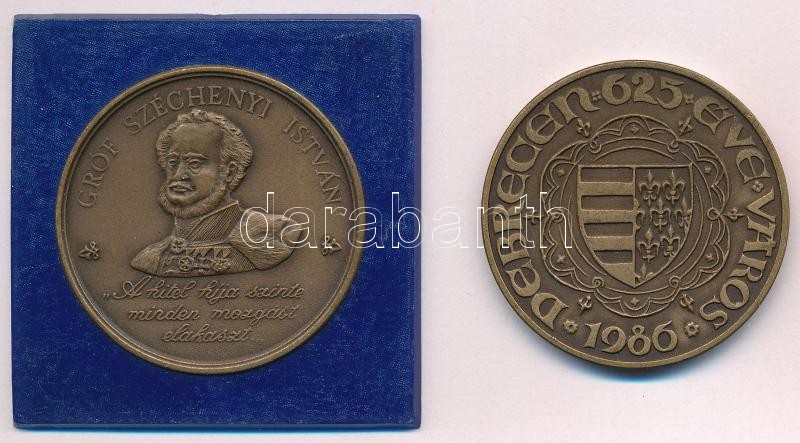 GRÓF SZÉCHENYI ISTVÁN
„A hitel híja szinte
minden mozgást
elakaszt...
DEBRECEN 625 ÉVE VÁROS
1986
darabanth